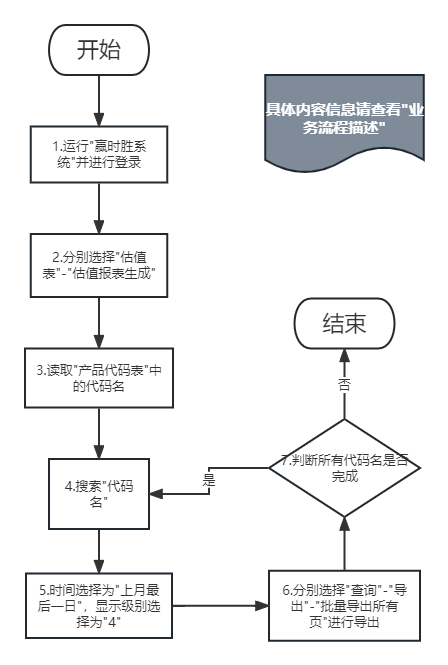 开始
具体内容信息请查看"业
务流程描述"
1.运行"赢时胜系
统"并进行登录
2.分别选择"估值
表"-"估值报表生成"
结束
3.读取"产品代码表"中
的代码名
否
7.判断所有代码名是否
完成
是
4.搜索"代码
名"
5.时间选择为"上月最
后一日"，显示级别选
择为"4"
6.分别选择"查询"-"导
出"-"批量导出所有
页"进行导出